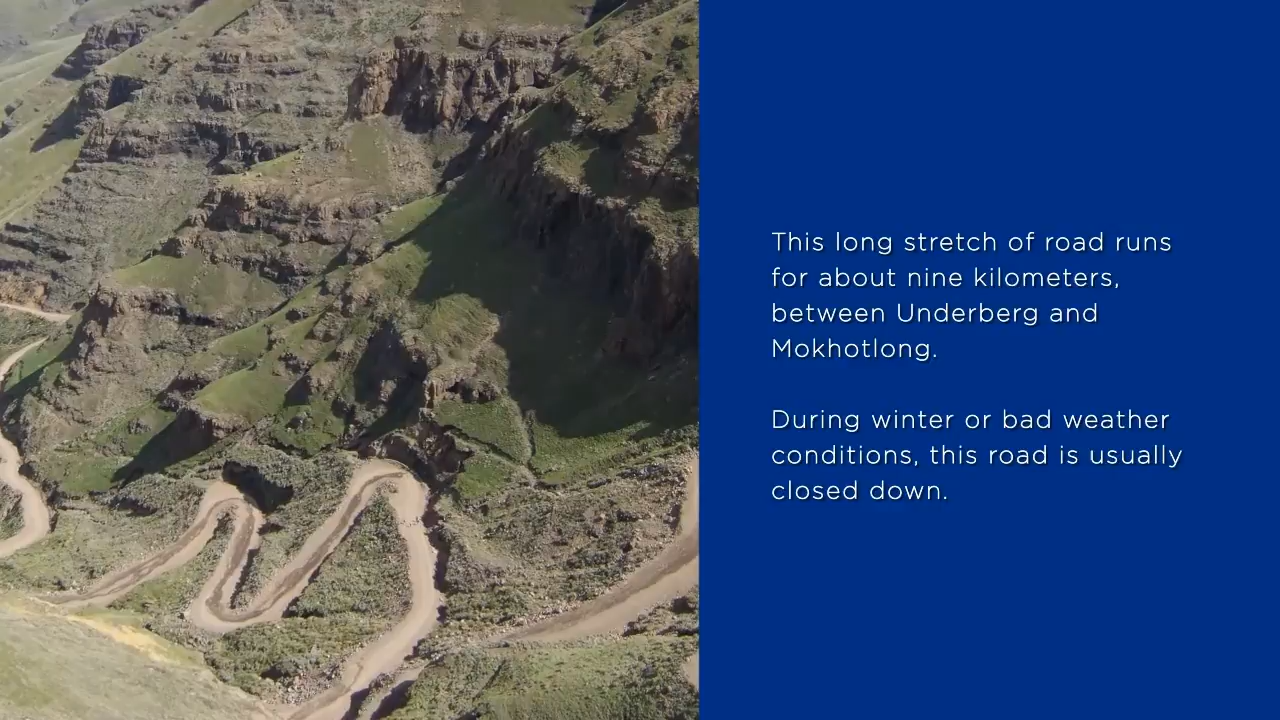 This long stretch of road runs
for about nine kilometers,
between Underberg and
Mokhotlong.
During winter or bad weather
conditions, this road is usually
closed down.